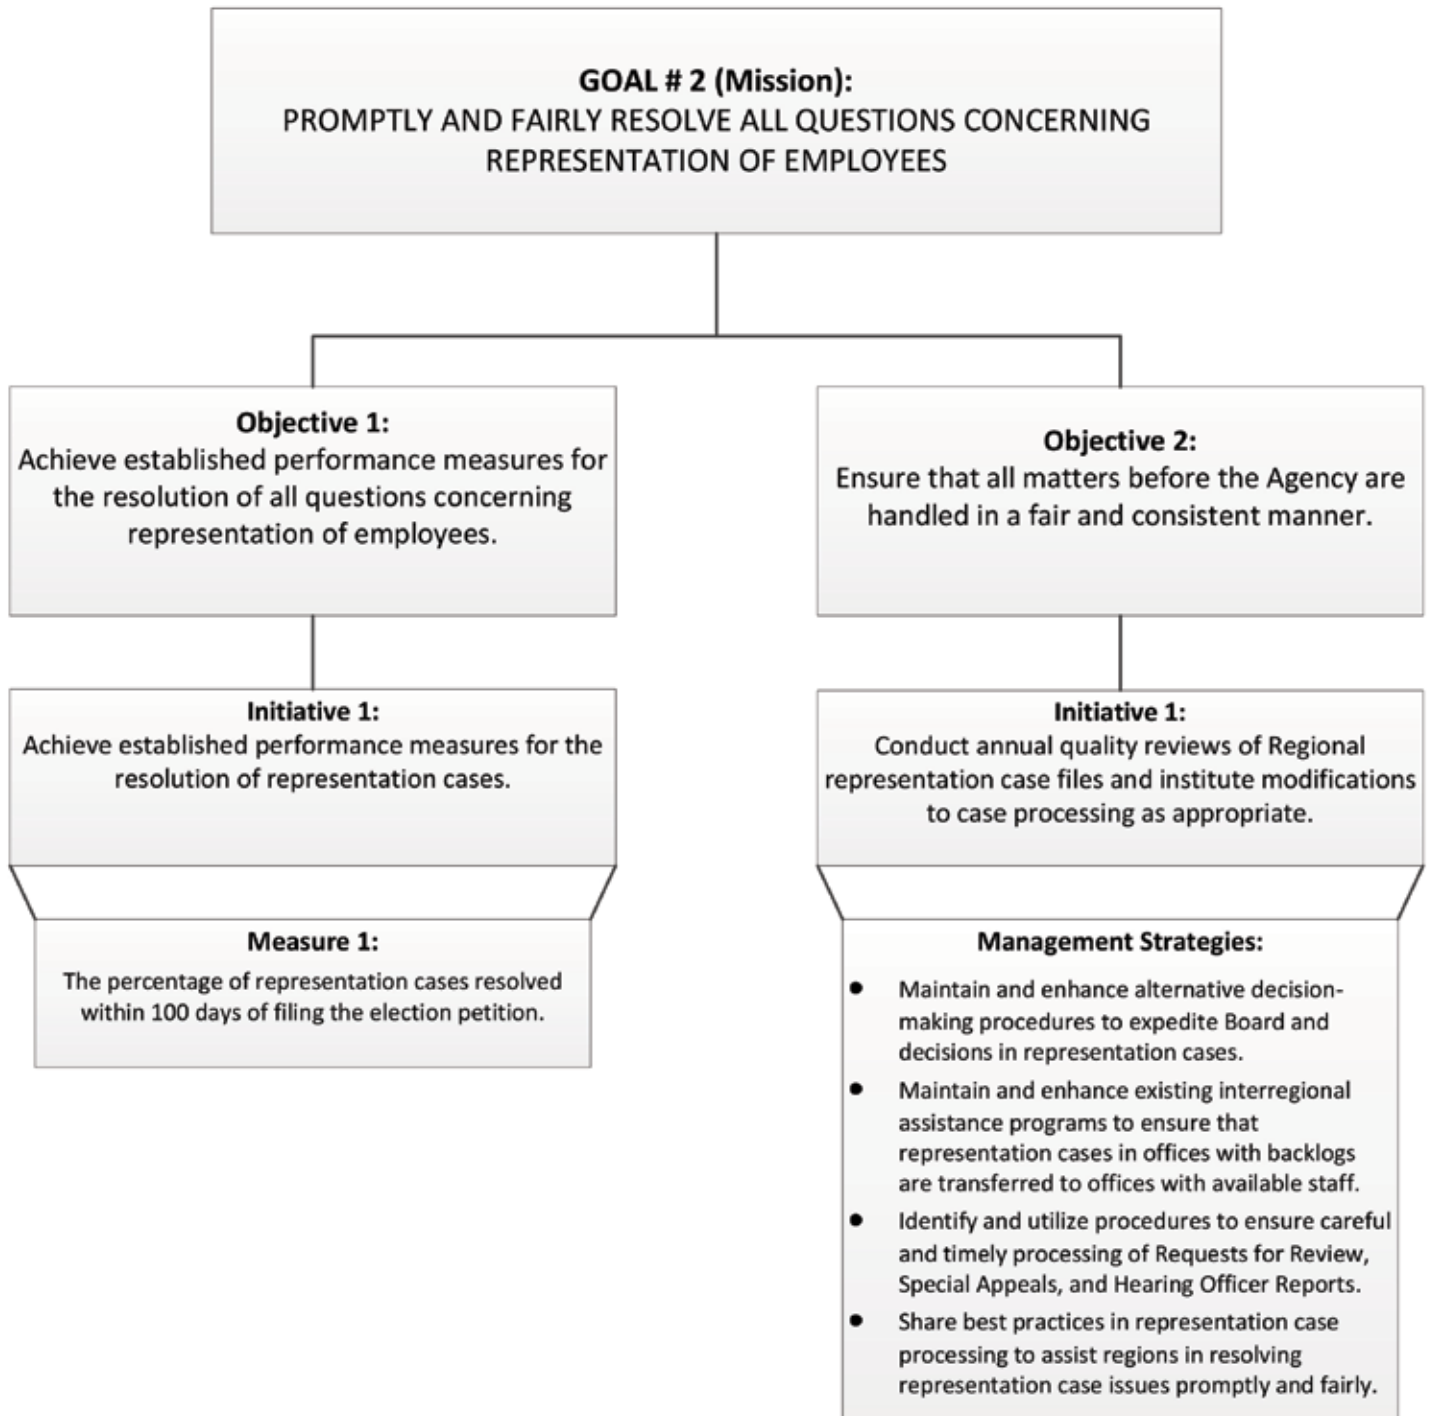 GOAL # 2 (Mission):
PROMPTLY AND FAIRLY RESOLVE ALL QUESTIONS CONCERNING
REPRESENTATION OF EMPLOYEES
Objective 1:
Achieve established performance measures for
the resolution of all questions concerning
representation of employees.
Objective 2:
Ensure that all matters before the Agency are
handled in a fair and consistent manner.
Initiative 1:
Achieve established performance measures for the
resolution of representation cases.
Initiative 1:
Conduct annual quality reviews of Regional
representation case files and institute modifications
to case processing as appropriate.
Measure 1:
The percentage of representation cases resolved
within 100 days of filing the election petition.
Management Strategies:
● Maintain and enhance alternative decision-
making procedures to expedite Board and
decisions in representation cases.
● Maintain and enhance existing interregional
assistance programs to ensure that
representation cases in offices with backlogs
are transferred to offices with available staff.
● Identify and utilize procedures to ensure careful
and timely processing of Requests for Review,
Special Appeals, and Hearing Officer Reports.
● Share best practices in representation case
processing to assist regions in resolving
representation case issues promptly and fairly.